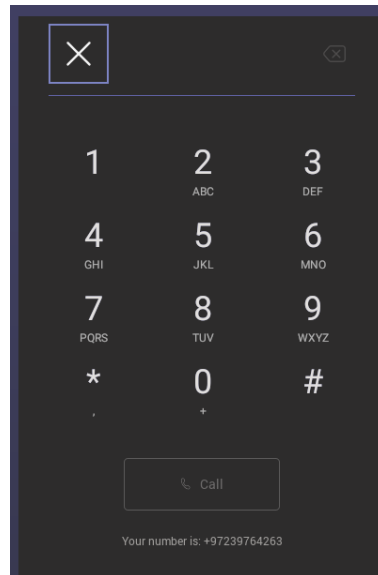 1 2 3
ABC DEF
4 5 6
GHI JKL MNO
7 8 9
PQRS TUV WXYZ
* 0 #
, +
Call
Your number is: +97239764263